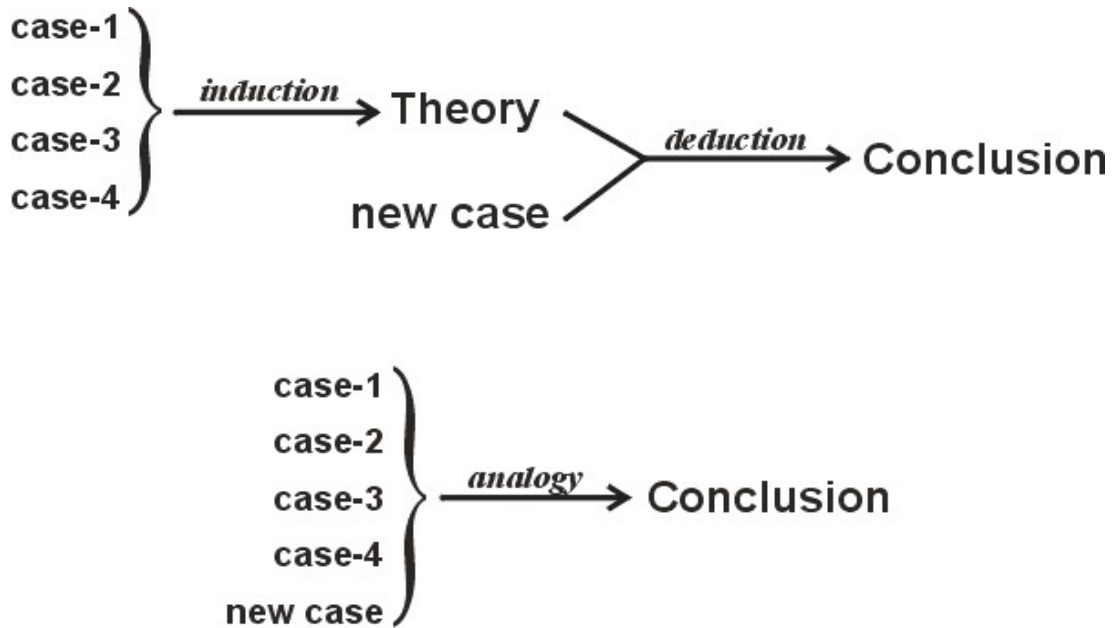 case-1
case-2
case-3
case-4
induction
Theory
new case
deduction
Conclusion
case-1
case-2
case-3
case-4
new case
analogy
Conclusion